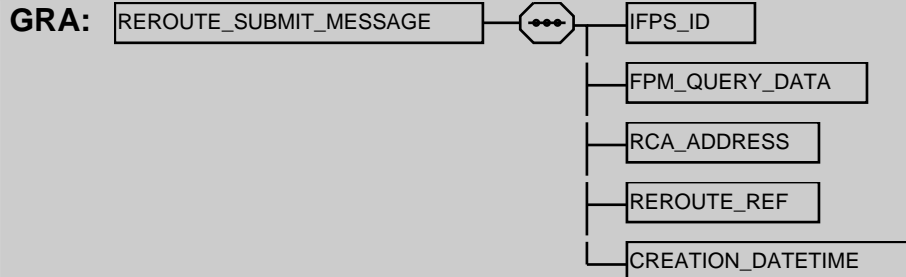 GRA: REROUTE_SUBMIT_MESSAGE IFPS_ID
FPM_QUERY_DATA
RCA_ADDRESS
REROUTE_REF
CREATION_DATETIME